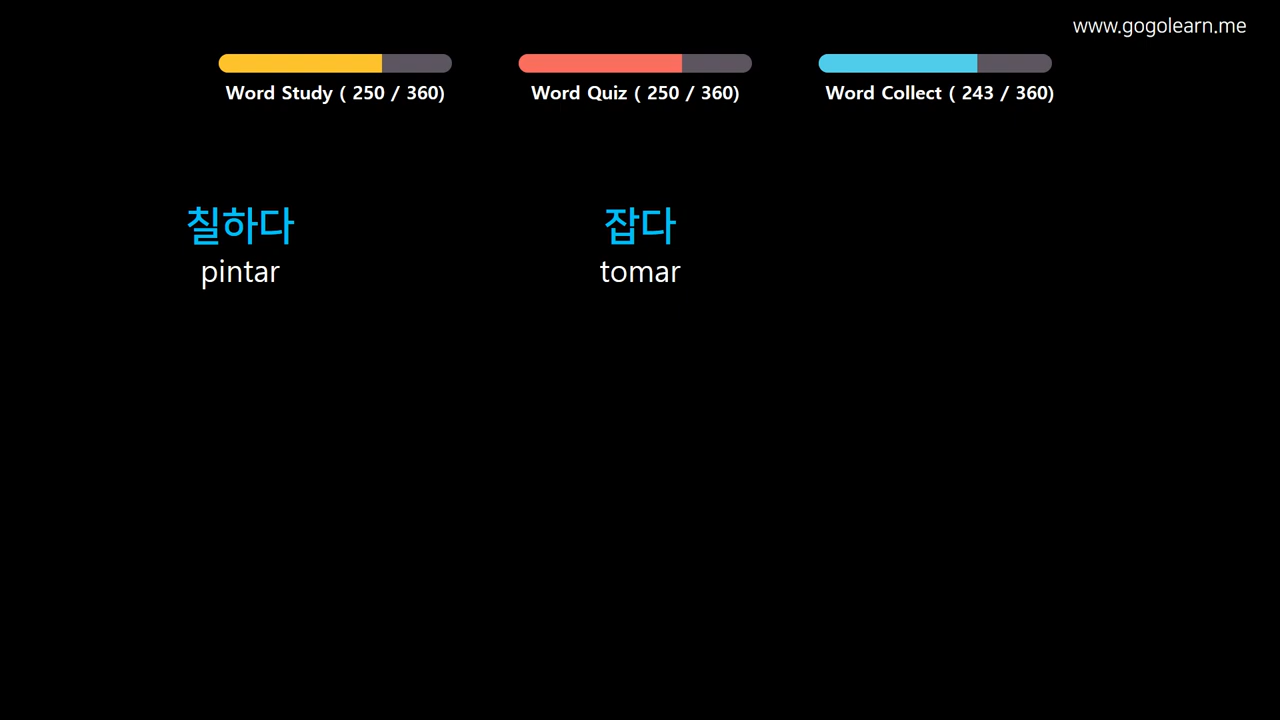 www.gogolearn.me
Word Study ( 250 / 360)
Word Quiz ( 250 / 360)
Word Collect ( 243 / 360)
칠하다
pintar
잡다
tomar